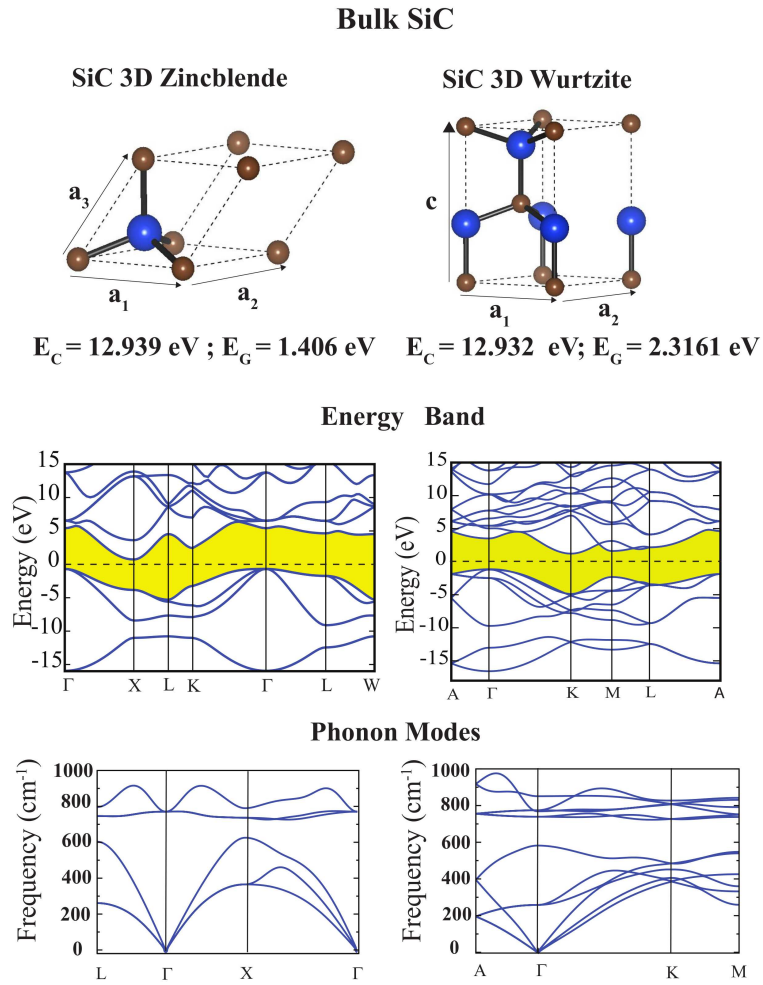 Bulk SiC
SiC 3D Zincblende
SiC 3D Wurtzite
a3
a1
a2
c
a1
a2
EC = 12.939 eV ; EG = 1.406 eV
EC = 12.932 eV; EG = 2.3161 eV
Energy Band
Energy (eV)
15
10
5
0
-5
-10
-15
Γ X L K Γ L W
Energy (eV)
15
10
5
0
-5
-10
-15
A Γ K M L A
Phonon Modes
Frequency (cm-1)
1000
800
600
400
200
0
L Γ X Γ
Frequency (cm-1)
1000
800
600
400
200
0
A Γ K M